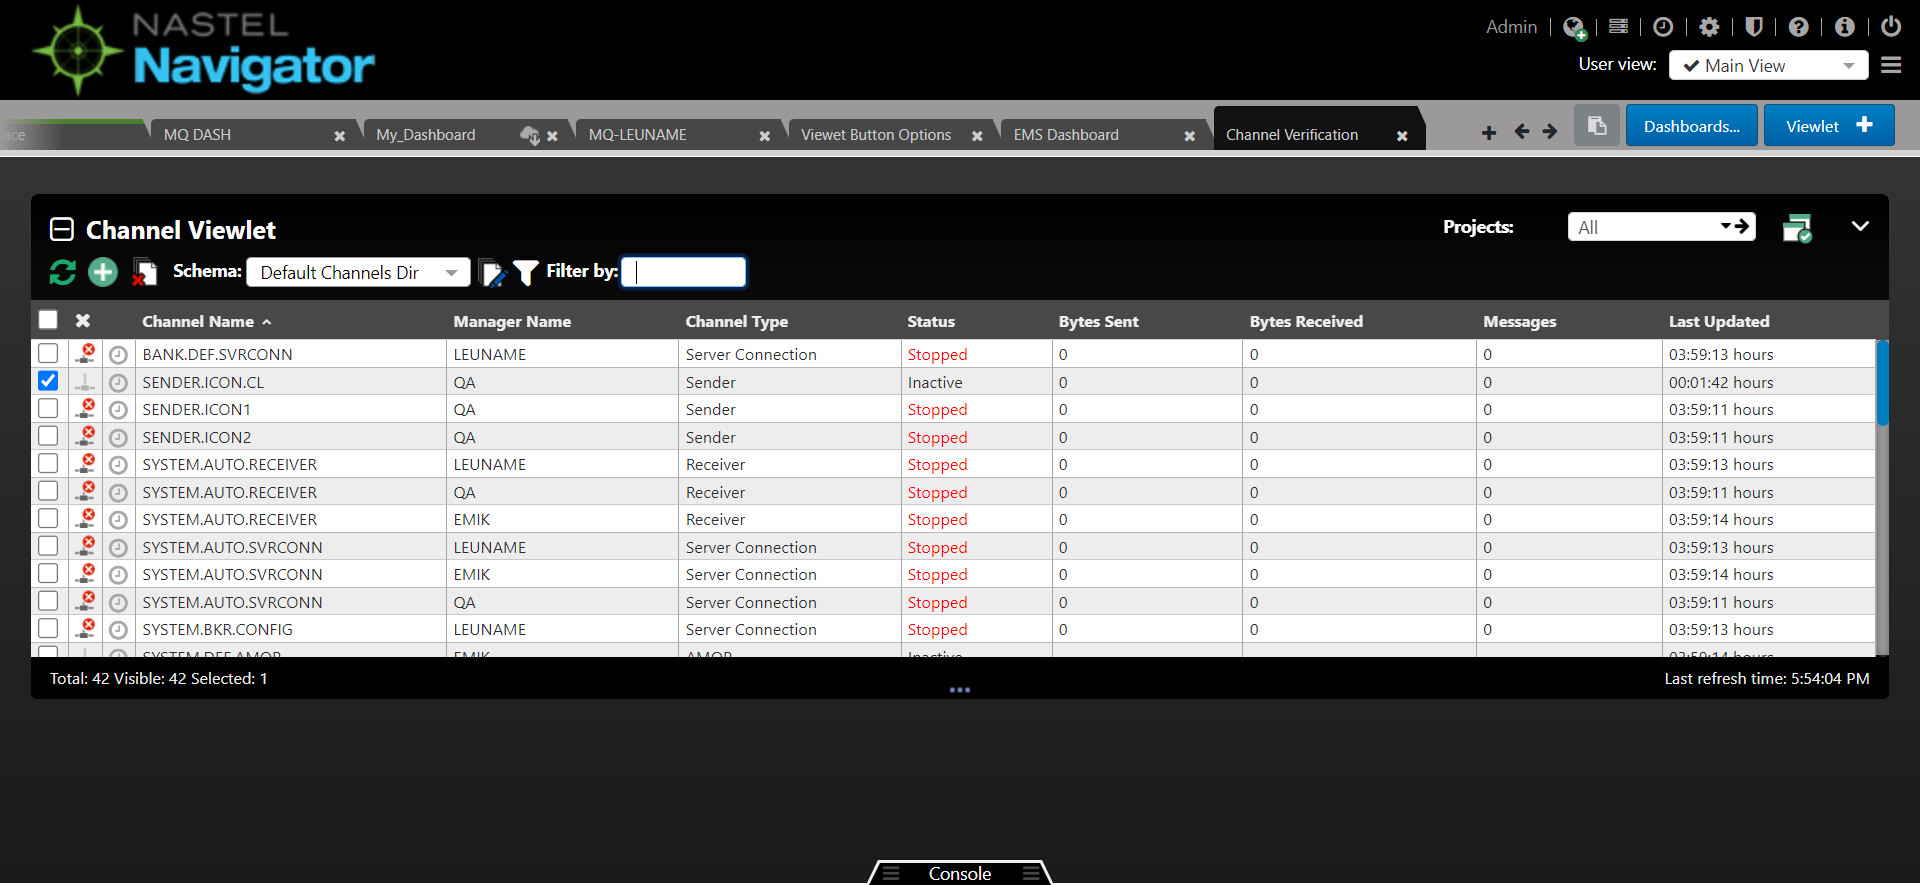 NASTEL
Navigator
Admin
User view: Main View
ace
MQ DASH
My_Dashboard
MQ-LEUNAME
Viewet Button Options
EMS Dashboard
Channel Verification
Dashboards...
Viewlet
Channel Viewlet
Projects: All
Schema: Default Channels Dir Filter by:
Channel Name Manager Name Channel Type Status Bytes Sent Bytes Received Messages Last Updated
BANK.DEF.SVRCONN LEUNAME Server Connection Stopped 0 0 0 03:59:13 hours
SENDER.ICON.CL QA Sender Inactive 0 0 0 00:01:42 hours
SENDER.ICON1 QA Sender Stopped 0 0 0 03:59:11 hours
SENDER.ICON2 QA Sender Stopped 0 0 0 03:59:11 hours
SYSTEM.AUTO.RECEIVER LEUNAME Receiver Stopped 0 0 0 03:59:13 hours
SYSTEM.AUTO.RECEIVER QA Receiver Stopped 0 0 0 03:59:11 hours
SYSTEM.AUTO.RECEIVER EMIK Receiver Stopped 0 0 0 03:59:14 hours
SYSTEM.AUTO.SVRCONN LEUNAME Server Connection Stopped 0 0 0 03:59:13 hours
SYSTEM.AUTO.SVRCONN EMIK Server Connection Stopped 0 0 0 03:59:14 hours
SYSTEM.AUTO.SVRCONN QA Server Connection Stopped 0 0 0 03:59:11 hours
SYSTEM.BKR.CONFIG LEUNAME Server Connection Stopped 0 0 0 03:59:13 hours
SYSTEM.DEF.AMQP EMIK AMQP Inactive 03:59:14 hours
Total: 42 Visible: 42 Selected: 1
Last refresh time: 5:54:04 PM
Console